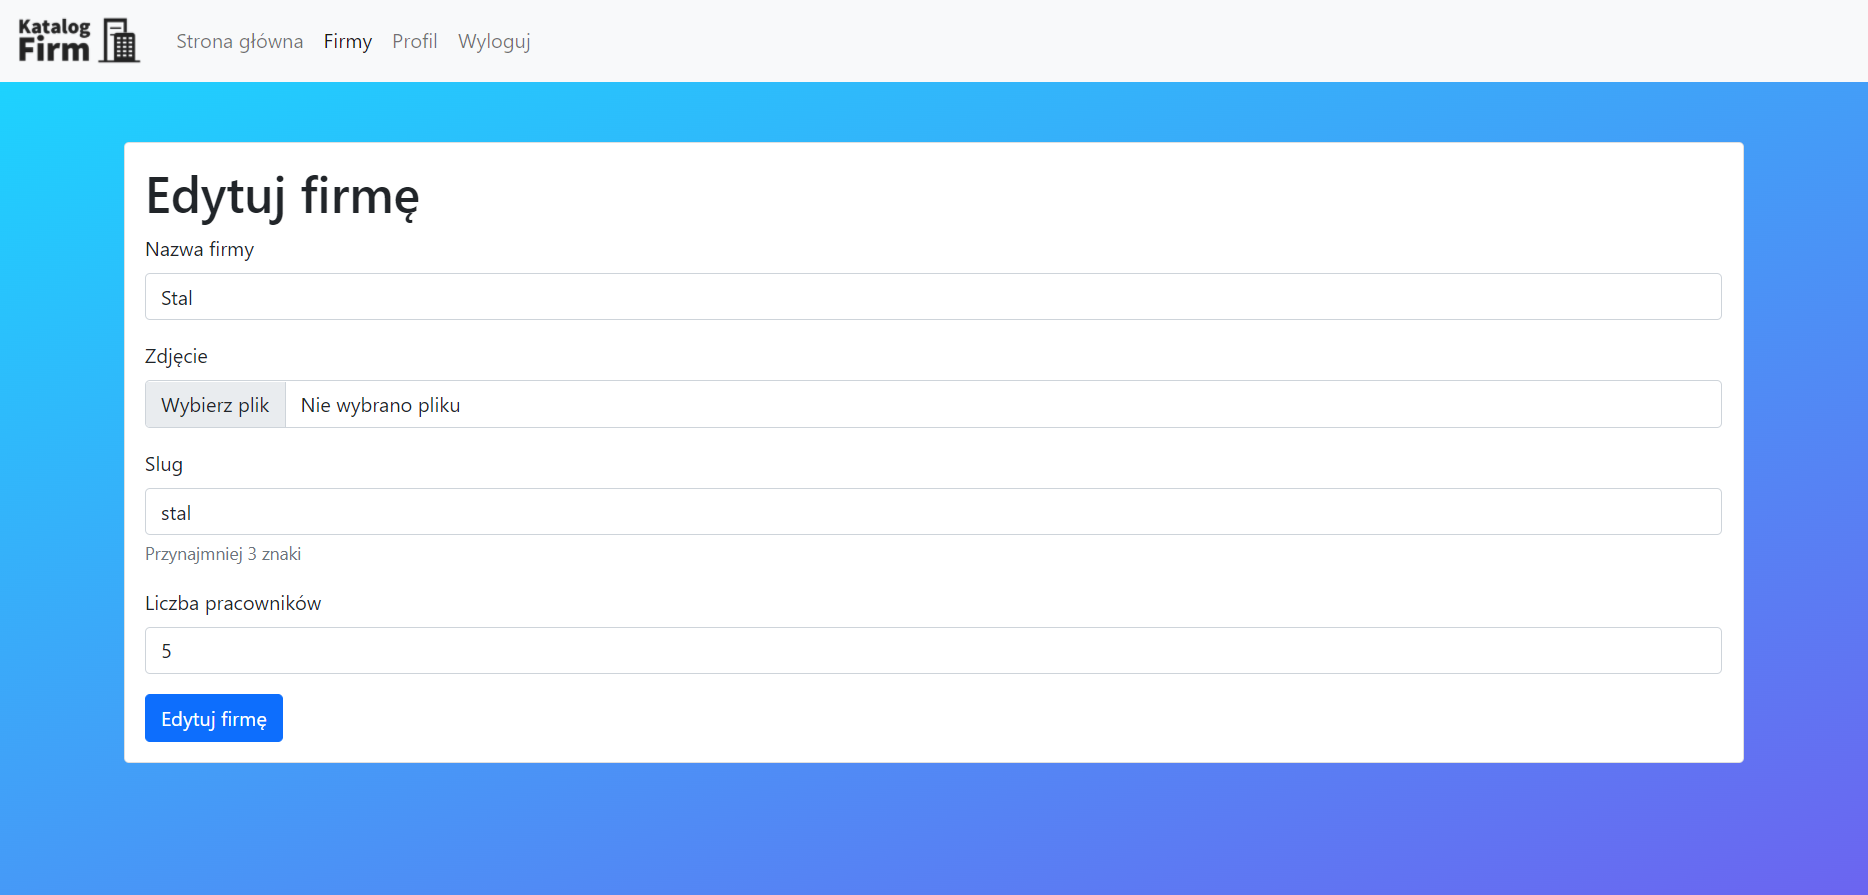 Katalog
Firm
Strona główna Firmy Profil Wyloguj
Edytuj firmę
Nazwa firmy
Stal
Zdjęcie
Wybierz plik Nie wybrano pliku
Slug
stal
Przynajmniej 3 znaki
Liczba pracowników
5
Edytuj firmę